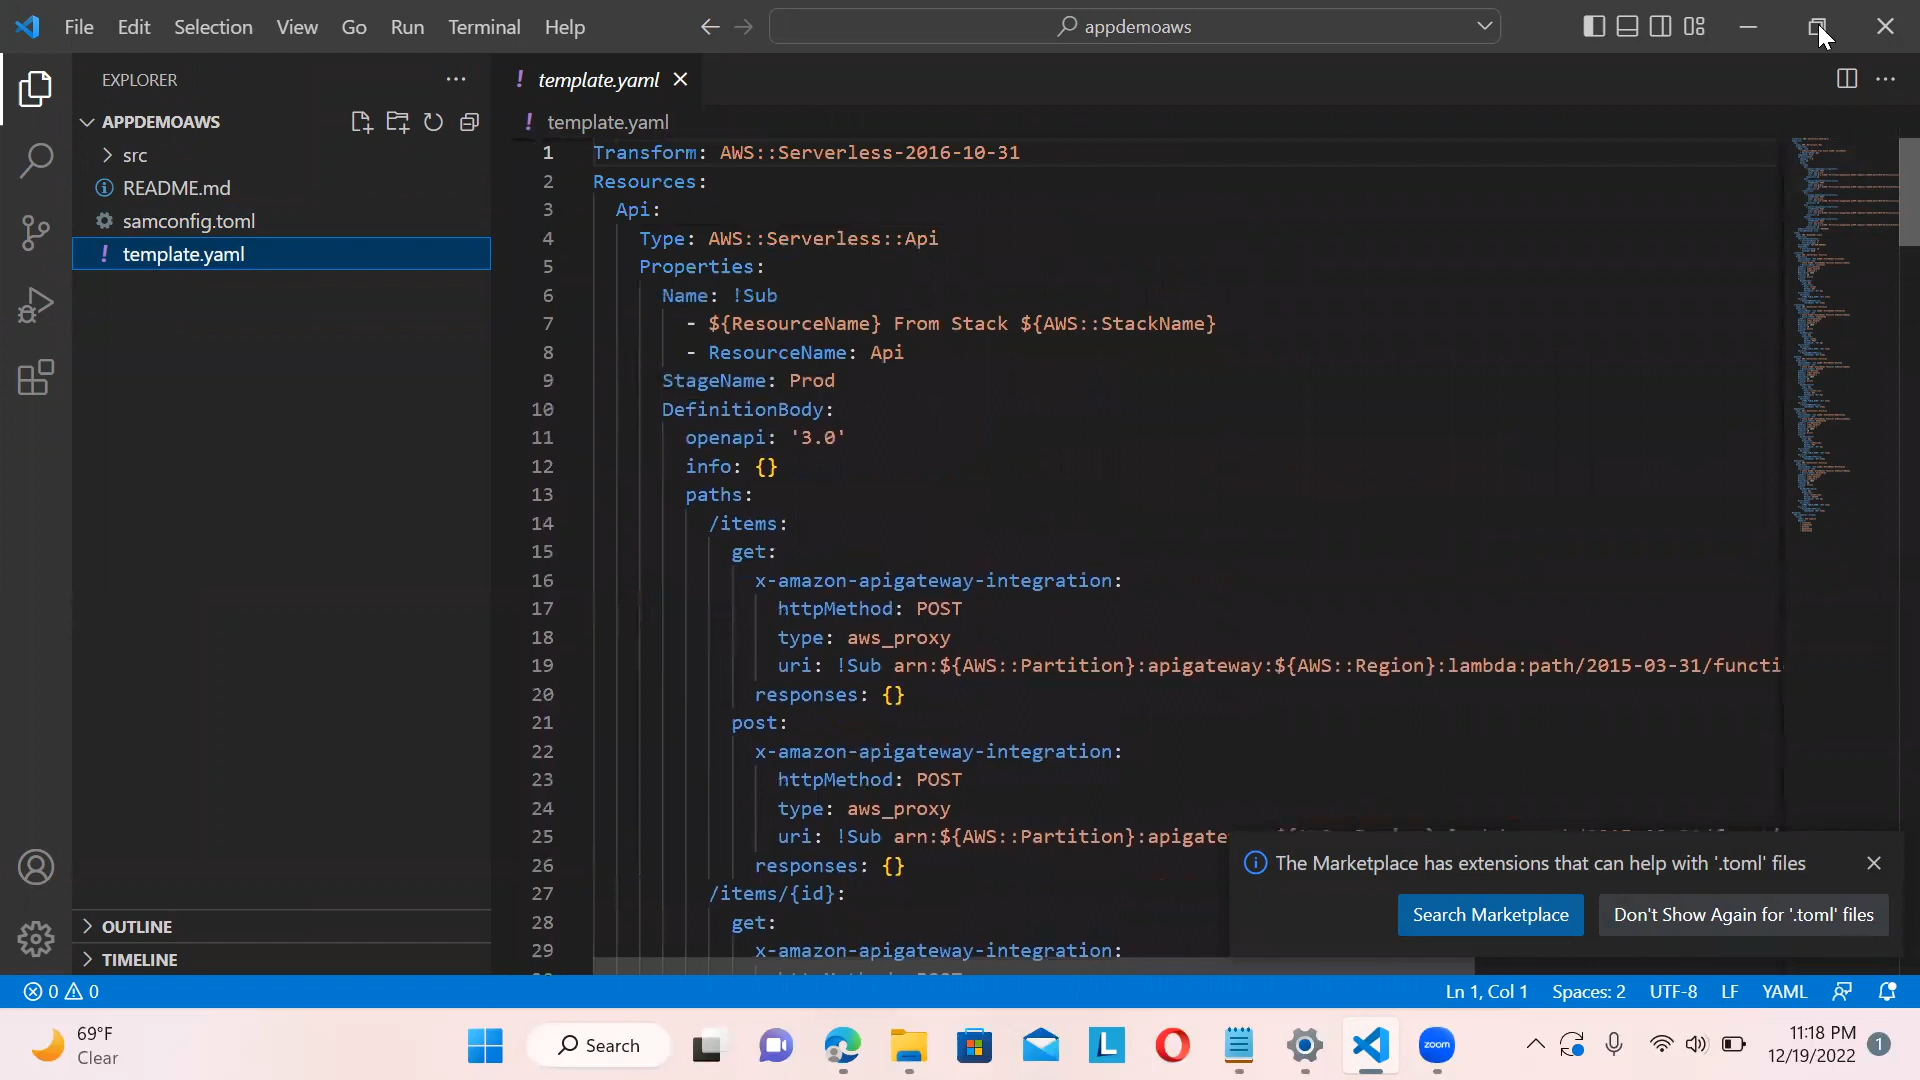 File Edit Selection View Go Run Terminal Help
appdemoaws
EXPLORER
APPDEMOAWS
src
README.md
samconfig.toml
template.yaml
OUTLINE
TIMELINE
! template.yaml
! template.yaml
1 Transform: AWS::Serverless-2016-10-31
2 Resources:
3 Api:
4 Type: AWS::Serverless::Api
5 Properties:
6 Name: !Sub
7 - ${ResourceName} From Stack ${AWS::StackName}
8 - ResourceName: Api
9 StageName: Prod
10 DefinitionBody:
11 openapi: '3.0'
12 info: {}
13 paths:
14 /items:
15 get:
16 x-amazon-apigateway-integration:
17 httpMethod: POST
18 type: aws_proxy
19 uri: !Sub arn:${AWS::Partition}:apigateway:${AWS::Region}:lambda:path/2015-03-31/functi
20 responses: {}
21 post:
22 x-amazon-apigateway-integration:
23 httpMethod: POST
24 type: aws_proxy
25 uri: !Sub arn:${AWS::Partition}:apigate
26 responses: {}
27 /items/{id}:
28 get:
29 x-amazon-apigateway-integration:
The Marketplace has extensions that can help with '.toml' files
Search Marketplace Don't Show Again for '.toml' files
0 0
Ln 1, Col 1 Spaces: 2 UTF-8 LF YAML
69°F
Clear
Search
L
zoom
11:18 PM
12/19/2022
1